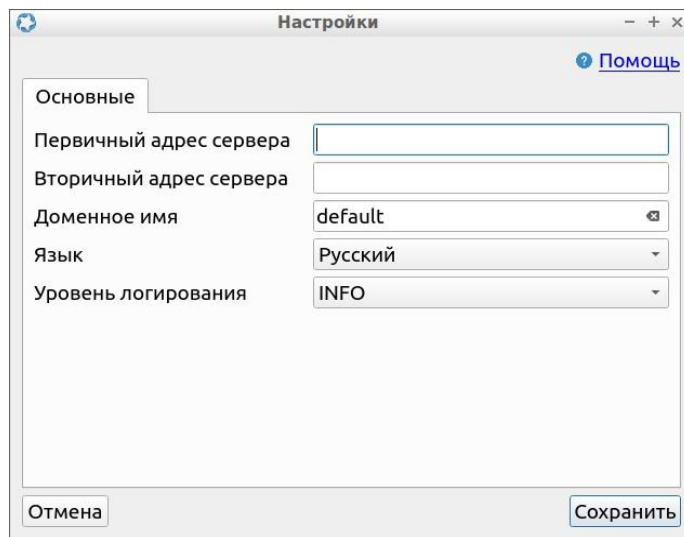 Настройки
Помощь
Основные
Первичный адрес сервера
Вторичный адрес сервера
Доменное имя default
Язык Русский
Уровень логирования INFO
Отмена Сохранить